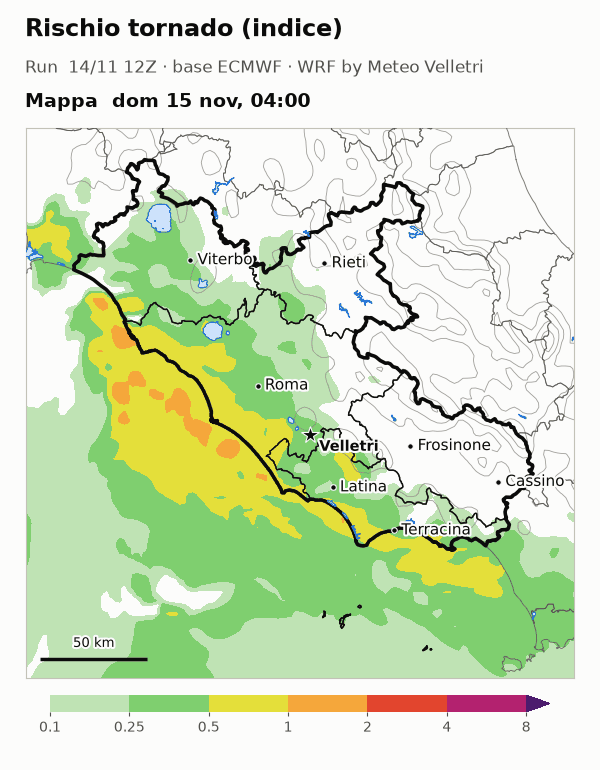 Rischio tornado (indice)
Run 14/11 12Z · base ECMWF · WRF by Meteo Velletri
Mappa dom 15 nov, 04:00
Viterbo
Rieti
Roma
Velletri
Frosinone
Latina
Cassino
Terracina
50 km
0.1 0.25 0.5 1 2 4 8